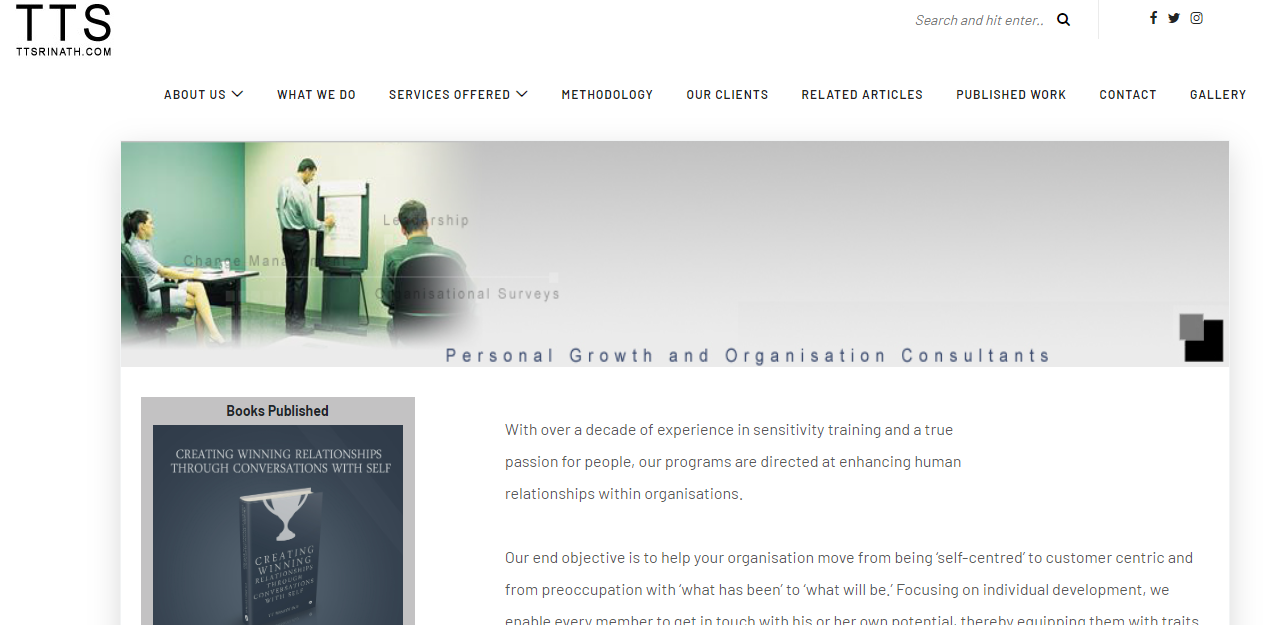 TTS
TTSRINATH.COM
Search and hit enter..
ABOUT US
WHAT WE DO
SERVICES OFFERED
METHODOLOGY
OUR CLIENTS
RELATED ARTICLES
PUBLISHED WORK
CONTACT
GALLERY
Leadership
Change Management
Organisational Surveys
Personal Growth and Organisation Consultants
Books Published
CREATING WINNING RELATIONSHIPS
THROUGH CONVERSATIONS WITH SELF
CREATING
WINNING
RELATIONSHIPS
THROUGH
CONVERSATIONS
WITH SELF
With over a decade of experience in sensitivity training and a true
passion for people, our programs are directed at enhancing human
relationships within organisations.
Our end objective is to help your organisation move from being ‘self-centred’ to customer centric and
from preoccupation with ‘what has been’ to ‘what will be.’ Focusing on individual development, we
enable every member to get in touch with his or her own potential, thereby equipping them with traits